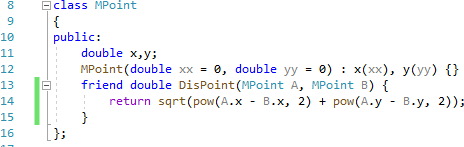 8 class MPoint
9 {
10 public:
11 double x,y;
12 MPoint(double xx = 0, double yy = 0) : x(xx), y(yy) {}
13 friend double DisPoint(MPoint A, MPoint B) {
14 return sqrt(pow(A.x - B.x, 2) + pow(A.y - B.y, 2));
15 }
16 };